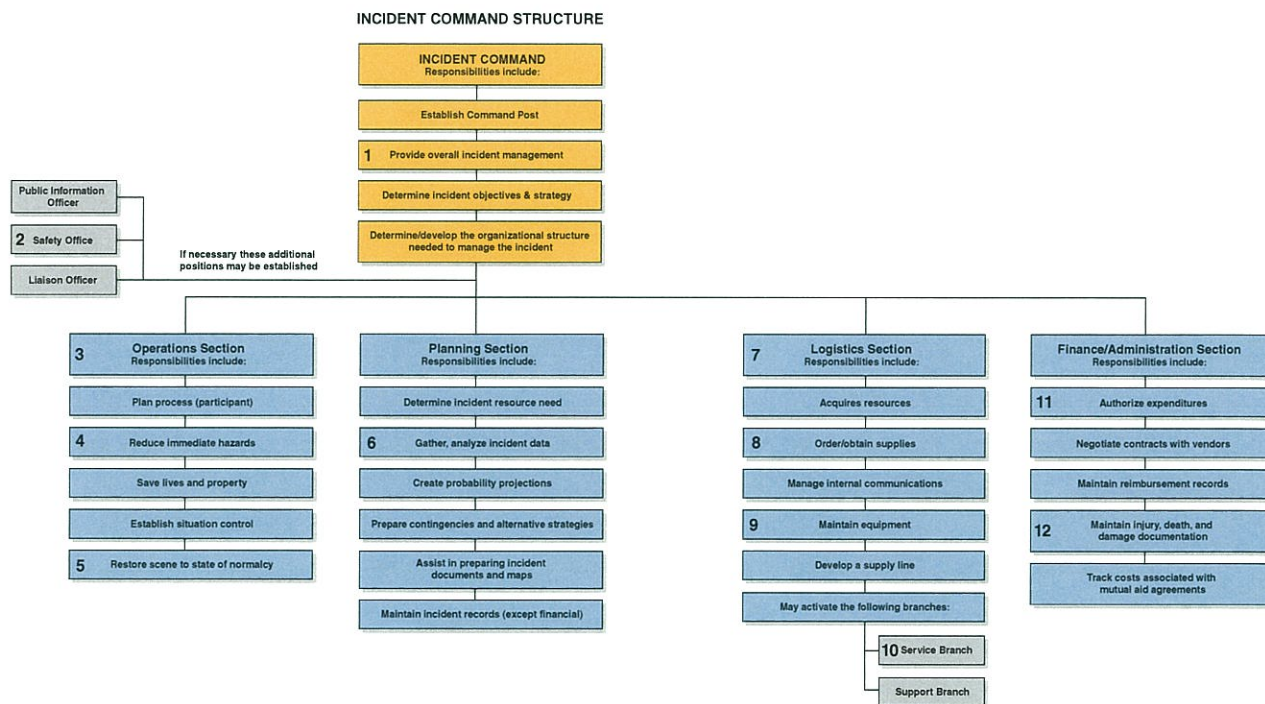 INCIDENT COMMAND STRUCTURE
INCIDENT COMMAND
Responsibilities include:
Establish Command Post
1 Provide overall incident management
Determine incident objectives & strategy
Determine/develop the organizational structure
needed to manage the incident
Public Information
Officer
2 Safety Office
Liaison Officer
If necessary these additional
positions may be established
3 Operations Section
Responsibilities include:
Plan process (participant)
4 Reduce immediate hazards
Save lives and property
Establish situation control
5 Restore scene to state of normalcy
Planning Section
Responsibilities include:
Determine incident resource need
6 Gather, analyze incident data
Create probability projections
Prepare contingencies and alternative strategies
Assist in preparing incident
documents and maps
Maintain incident records (except financial)
7 Logistics Section
Responsibilities include:
Acquires resources
8 Order/obtain supplies
Manage internal communications
9 Maintain equipment
Develop a supply line
May activate the following branches:
10 Service Branch
Support Branch
Finance/Administration Section
Responsibilities include:
11 Authorize expenditures
Negotiate contracts with vendors
Maintain reimbursement records
12 Maintain injury, death, and
damage documentation
Track costs associated with
mutual aid agreements